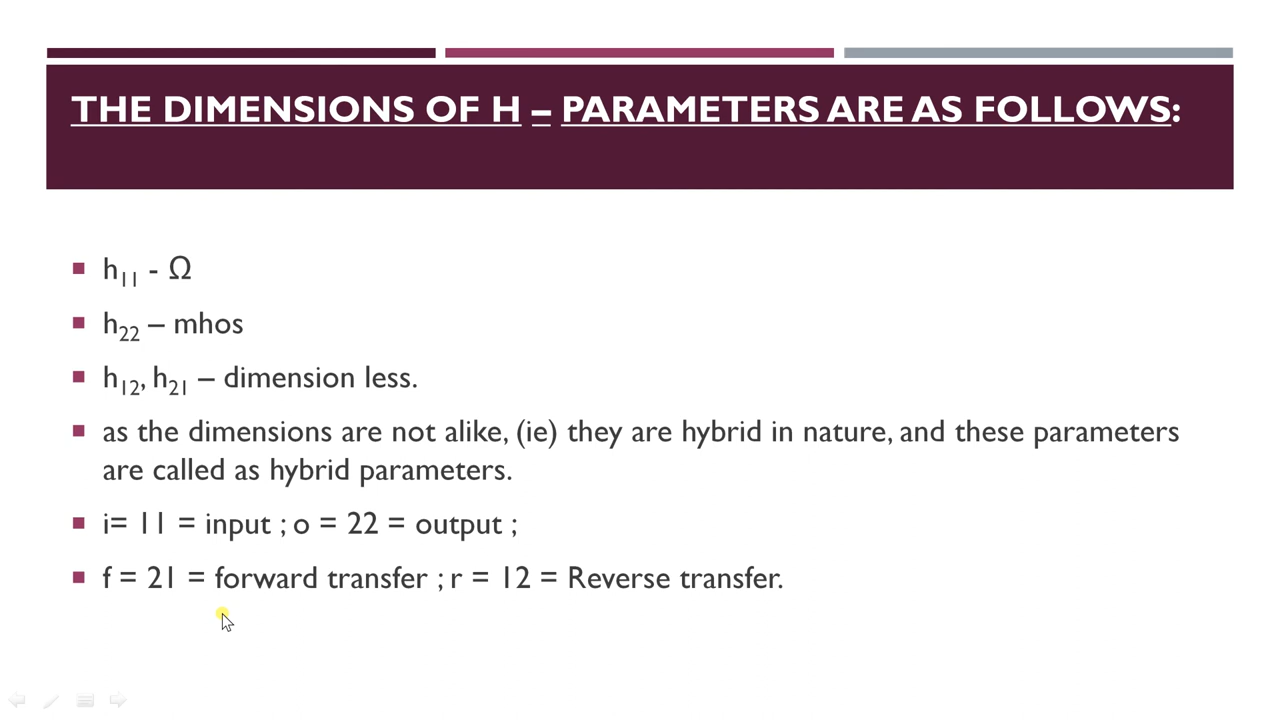 THE DIMENSIONS OF H – PARAMETERS ARE AS FOLLOWS:
h11 - Ω
h22 – mhos
h12, h21 – dimension less.
as the dimensions are not alike, (ie) they are hybrid in nature, and these parameters
are called as hybrid parameters.
i= 11 = input ; o = 22 = output ;
f = 21 = forward transfer ; r = 12 = Reverse transfer.